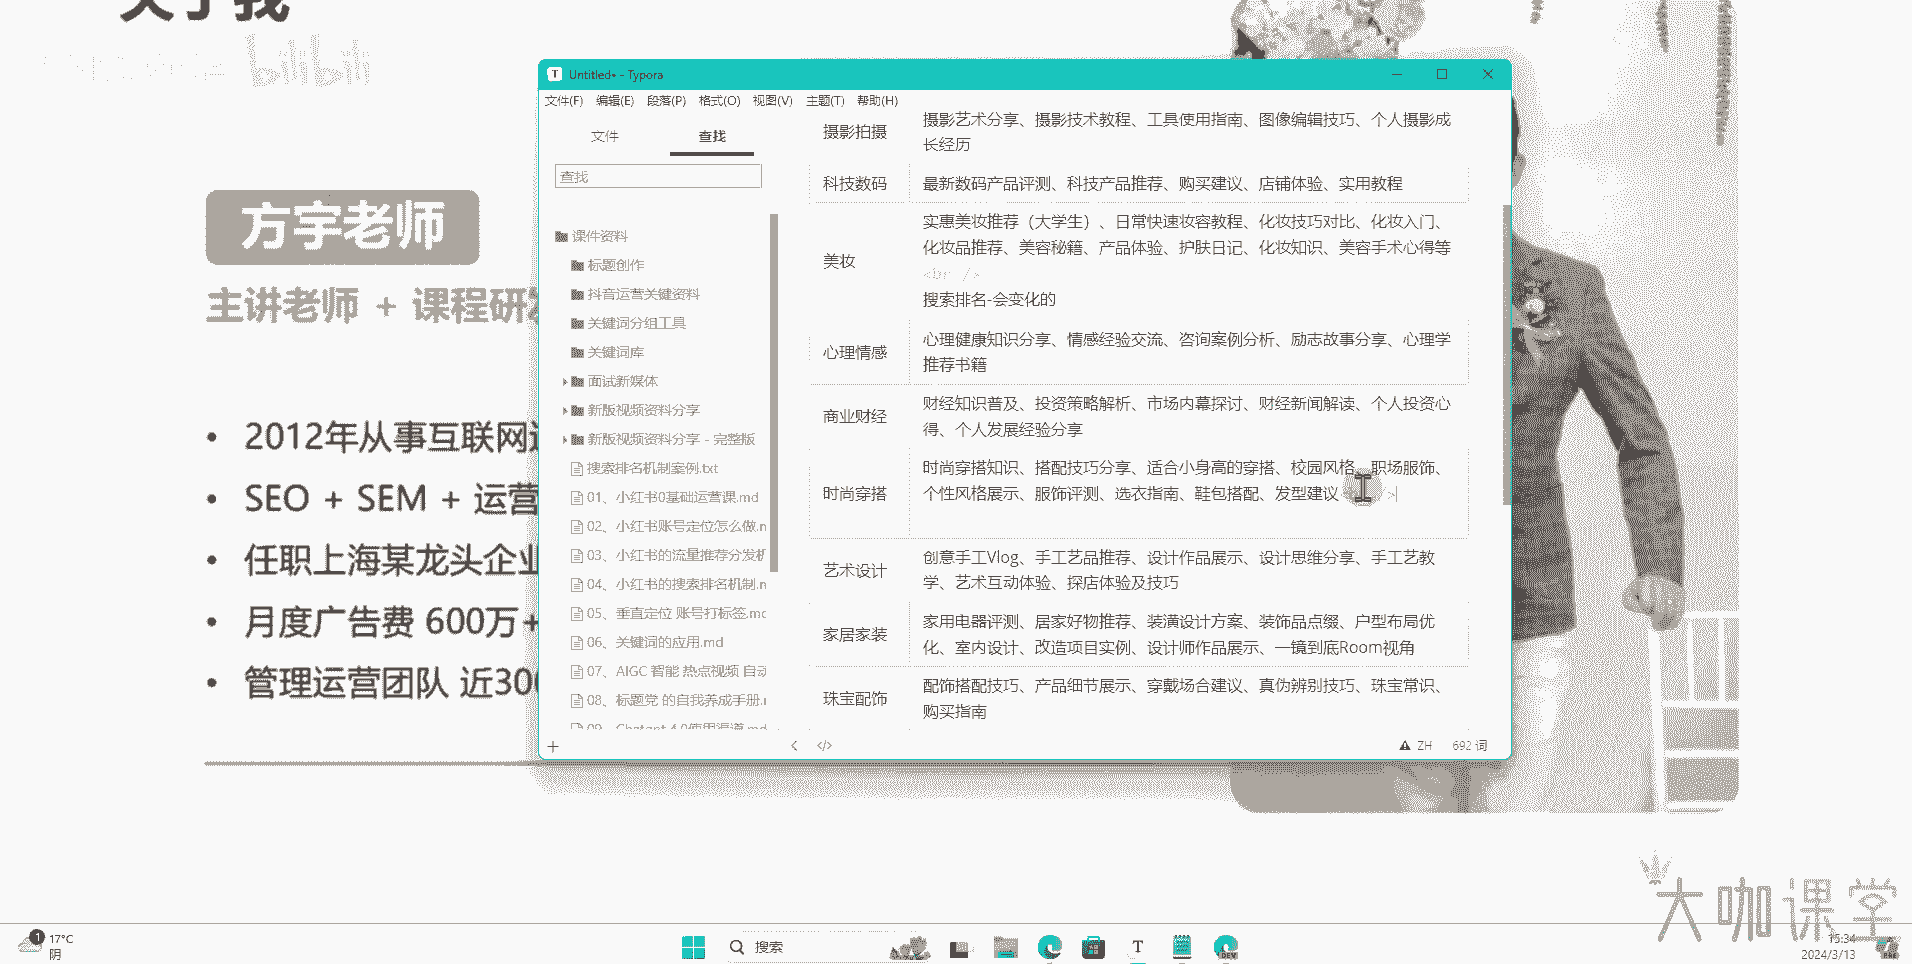 关于我
bilibili
方宇老师
主讲老师 + 课程研发
2012年从事互联网
SEO + SEM + 运营
任职上海某龙头企业
月度广告费 600万+
管理运营团队 近300
Untitled• - Typora
文件(F) 编辑(E) 段落(P) 格式(O) 视图(V) 主题(T) 帮助(H)
文件 查找
查找
课件资料
标题创作
抖音运营关键资料
关键词分组工具
关键词库
面试新媒体
新版视频资料分享
新版视频资料分享 - 完整版
搜索排名机制案例.txt
01、小红书0基础运营课.md
02、小红书账号定位怎么做.m
03、小红书的流量推荐分发机
04、小红书的搜索排名机制.m
05、垂直定位 账号打标签.mc
06、关键词的应用.md
07、AIGC 智能 热点视频 自动
08、标题党 的自我养成手册.m
09、Chatgpt 4.0使用渠道.md
摄影拍摄
摄影艺术分享、摄影技术教程、工具使用指南、图像编辑技巧、个人摄影成
长经历
科技数码
最新数码产品评测、科技产品推荐、购买建议、店铺体验、实用教程
美妆
实惠美妆推荐（大学生）、日常快速妆容教程、化妆技巧对比、化妆入门、
化妆品推荐、美容秘籍、产品体验、护肤日记、化妆知识、美容手术心得等
<br />
搜索排名-会变化的
心理情感
心理健康知识分享、情感经验交流、咨询案例分析、励志故事分享、心理学
推荐书籍
商业财经
财经知识普及、投资策略解析、市场内幕探讨、财经新闻解读、个人投资心
得、个人发展经验分享
时尚穿搭
时尚穿搭知识、搭配技巧分享、适合小身高的穿搭、校园风格、职场服饰、
个性风格展示、服饰评测、选衣指南、鞋包搭配、发型建议
艺术设计
创意手工Vlog、手工艺品推荐、设计作品展示、设计思维分享、手工艺教
学、艺术互动体验、探店体验及技巧
家居家装
家用电器评测、居家好物推荐、装潢设计方案、装饰品点缀、户型布局优
化、室内设计、改造项目实例、设计师作品展示、一镜到底Room视角
珠宝配饰
配饰搭配技巧、产品细节展示、穿戴场合建议、真伪辨别技巧、珠宝常识、
购买指南
ZH 692 词
大咖课堂
1
17°C
阴
搜索
DEV
15:34
2024/3/13